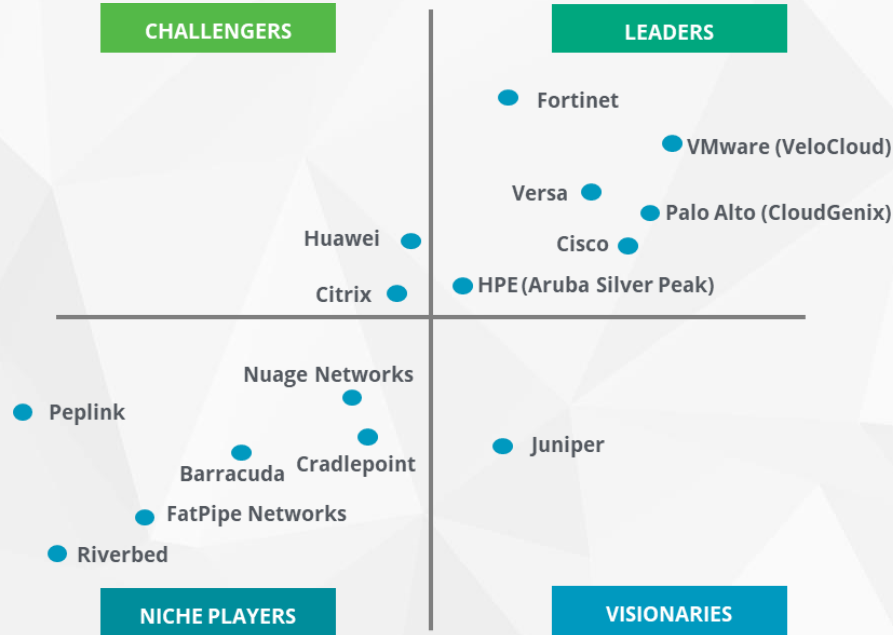 CHALLENGERS
LEADERS
Fortinet
VMware (VeloCloud)
Versa
Palo Alto (CloudGenix)
Huawei
Cisco
Citrix
HPE (Aruba Silver Peak)
Nuage Networks
Peplink
Juniper
Cradlepoint
Barracuda
FatPipe Networks
Riverbed
NICHE PLAYERS
VISIONARIES